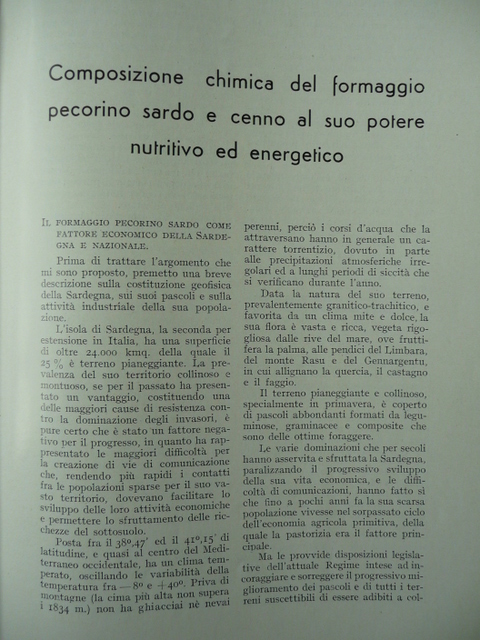 Composizione chimica del formaggio
pecorino sardo e cenno al suo potere
nutritivo ed energetico
IL FORMAGGIO PECORINO SARDO COME
FATTORE ECONOMICO DELLA SARDE-
GNA E NAZIONALE.
Prima di trattare l'argomento che
mi sono proposto, premetto una breve
descrizione sulla costituzione geofisica
della Sardegna, sui suoi pascoli e sulla
attività industriale della sua popola-
zione.
L'isola di Sardegna, la seconda per
estensione in Italia, ha una superficie
di oltre 24.000 kmq. della quale il
25 % è terreno pianeggiante. La pre-
valenza del suo territorio collinoso e
montuoso, se per il passato ha presen-
tato un vantaggio, costituendo una
delle maggiori cause di resistenza con-
tro la dominazione degli invasori, è
pure certo che è stato un fattore nega-
tivo per il progresso, in quanto ha rap-
presentato le maggiori difficoltà per
la creazione di vie di comunicazione
che, rendendo più rapidi i contatti
fra le popolazioni sparse per il suo va-
sto territorio, dovevano facilitare lo
sviluppo delle loro attività economiche
e permettere lo sfruttamento delle ric-
chezze del sottosuolo.
Posta fra il 38º,47' ed il 41º,15' di
latitudine, e quasi al centro del Medi-
terraneo occidentale, ha un clima tem-
perato, oscillando le variabilità della
temperatura fra — 8º e +40º. Priva di
montagne (la cima più alta non supera
i 1834 m.) non ha ghiacciai nè nevai
perenni, perciò i corsi d'acqua che la
attraversano hanno in generale un ca-
rattere torrentizio, dovuto in parte
alle precipitazioni atmosferiche irre-
golari ed a lunghi periodi di siccità che
si verificano durante l'anno.
Data la natura del suo terreno,
prevalentemente granitico-trachitico, e
favorita da un clima mite e dolce, la
sua flora è vasta e ricca, vegeta rigo-
gliosa dalle rive del mare, ove frutti-
fera la palma, alle pendici del Limbara,
del monte Rasu e del Gennargentu,
in cui allignano la quercia, il castagno
e il faggio.
Il terreno pianeggiante e collinoso,
specialmente in primavera, è coperto
di pascoli abbondanti formati da legu-
minose, graminacee e composite che
sono delle ottime foraggere.
Le varie dominazioni che per secoli
hanno asservita e sfruttata la Sardegna,
paralizzando il progressivo sviluppo
della sua vita economica, e le diffi-
coltà di comunicazioni, hanno fatto sì
che fino a pochi anni fa la sua scarsa
popolazione vivesse nel sorpassato ciclo
dell'economia agricola primitiva, della
quale la pastorizia era il fattore prin-
cipale.
Ma le provvide disposizioni legisla-
tive dell'attuale Regime intese ad in-
coraggiare e sorreggere il progressivo mi-
glioramento dei pascoli e di tutti i ter-
reni suscettibili di essere adibiti a col-